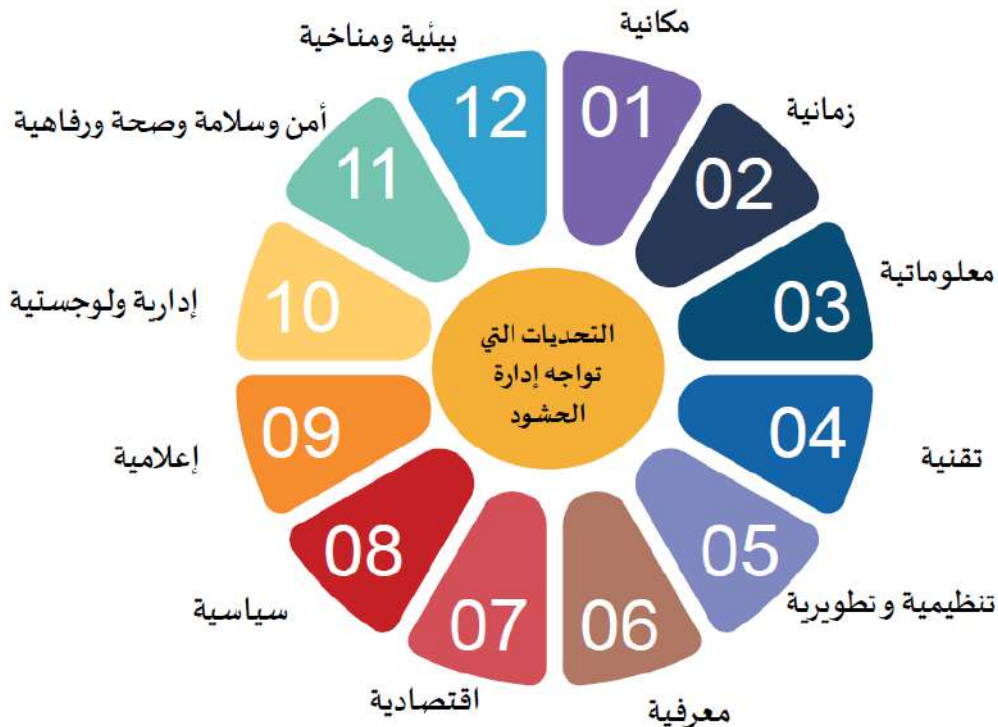 التحديات التي
تواجه إدارة
الحشود
01
مكانية
02
زمانية
03
معلوماتية
04
تقنية
05
تنظيمية وتطويرية
06
معرفية
07
اقتصادية
08
سياسية
09
إعلامية
10
إدارية ولوجستية
11
أمن وسلامة وصحة ورفاهية
12
بيئية ومناخية